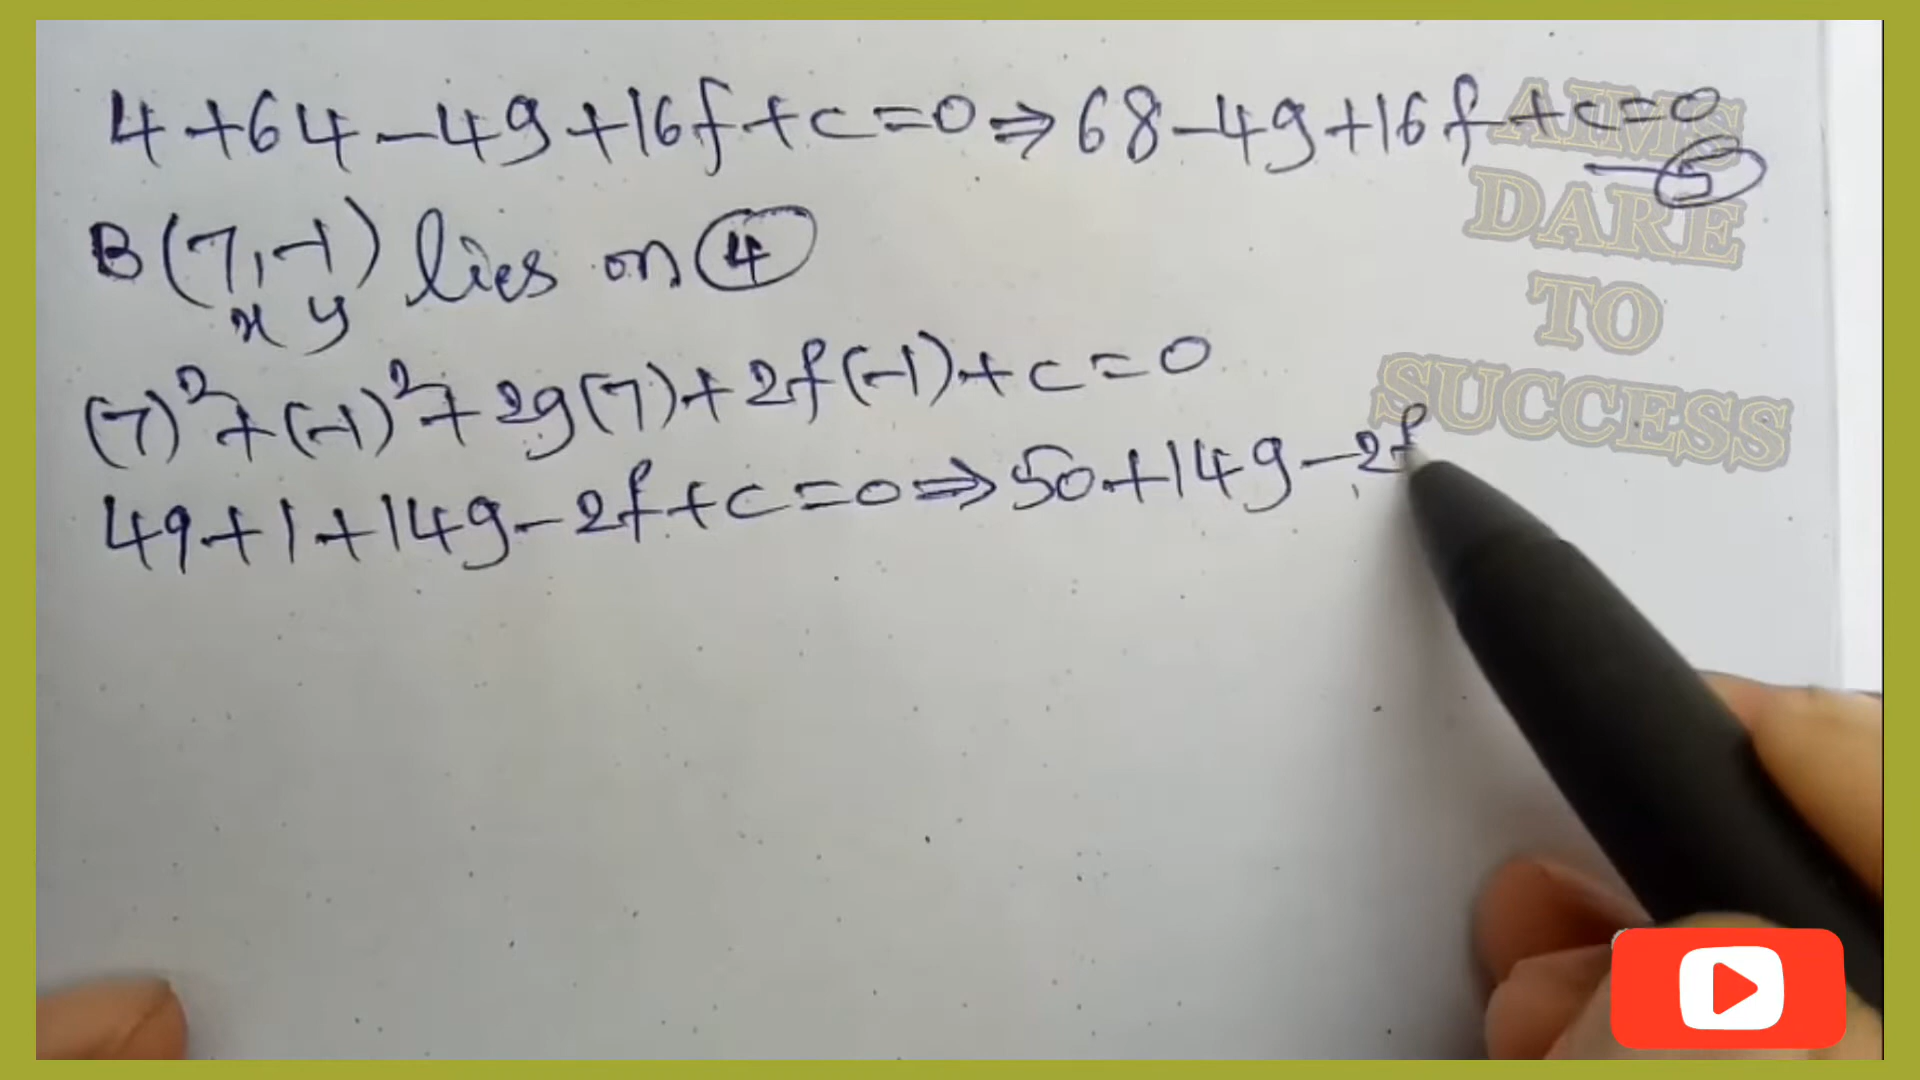 4+64-4g+16f+c=0⇒68-4g+16f+c=0
5
B(7,-1) lies on 4
x y
(7)²+(-1)²+2g(7)+2f(-1)+c=0
49+1+14g-2f+c=0⇒50+14g-2f
AIMS
DARE
TO
SUCCESS